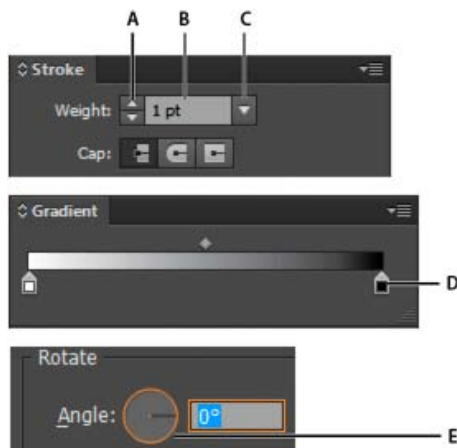 A B C
Stroke
Weight: 1 pt
Cap:
Gradient
D
Rotate
Angle: 0°
E